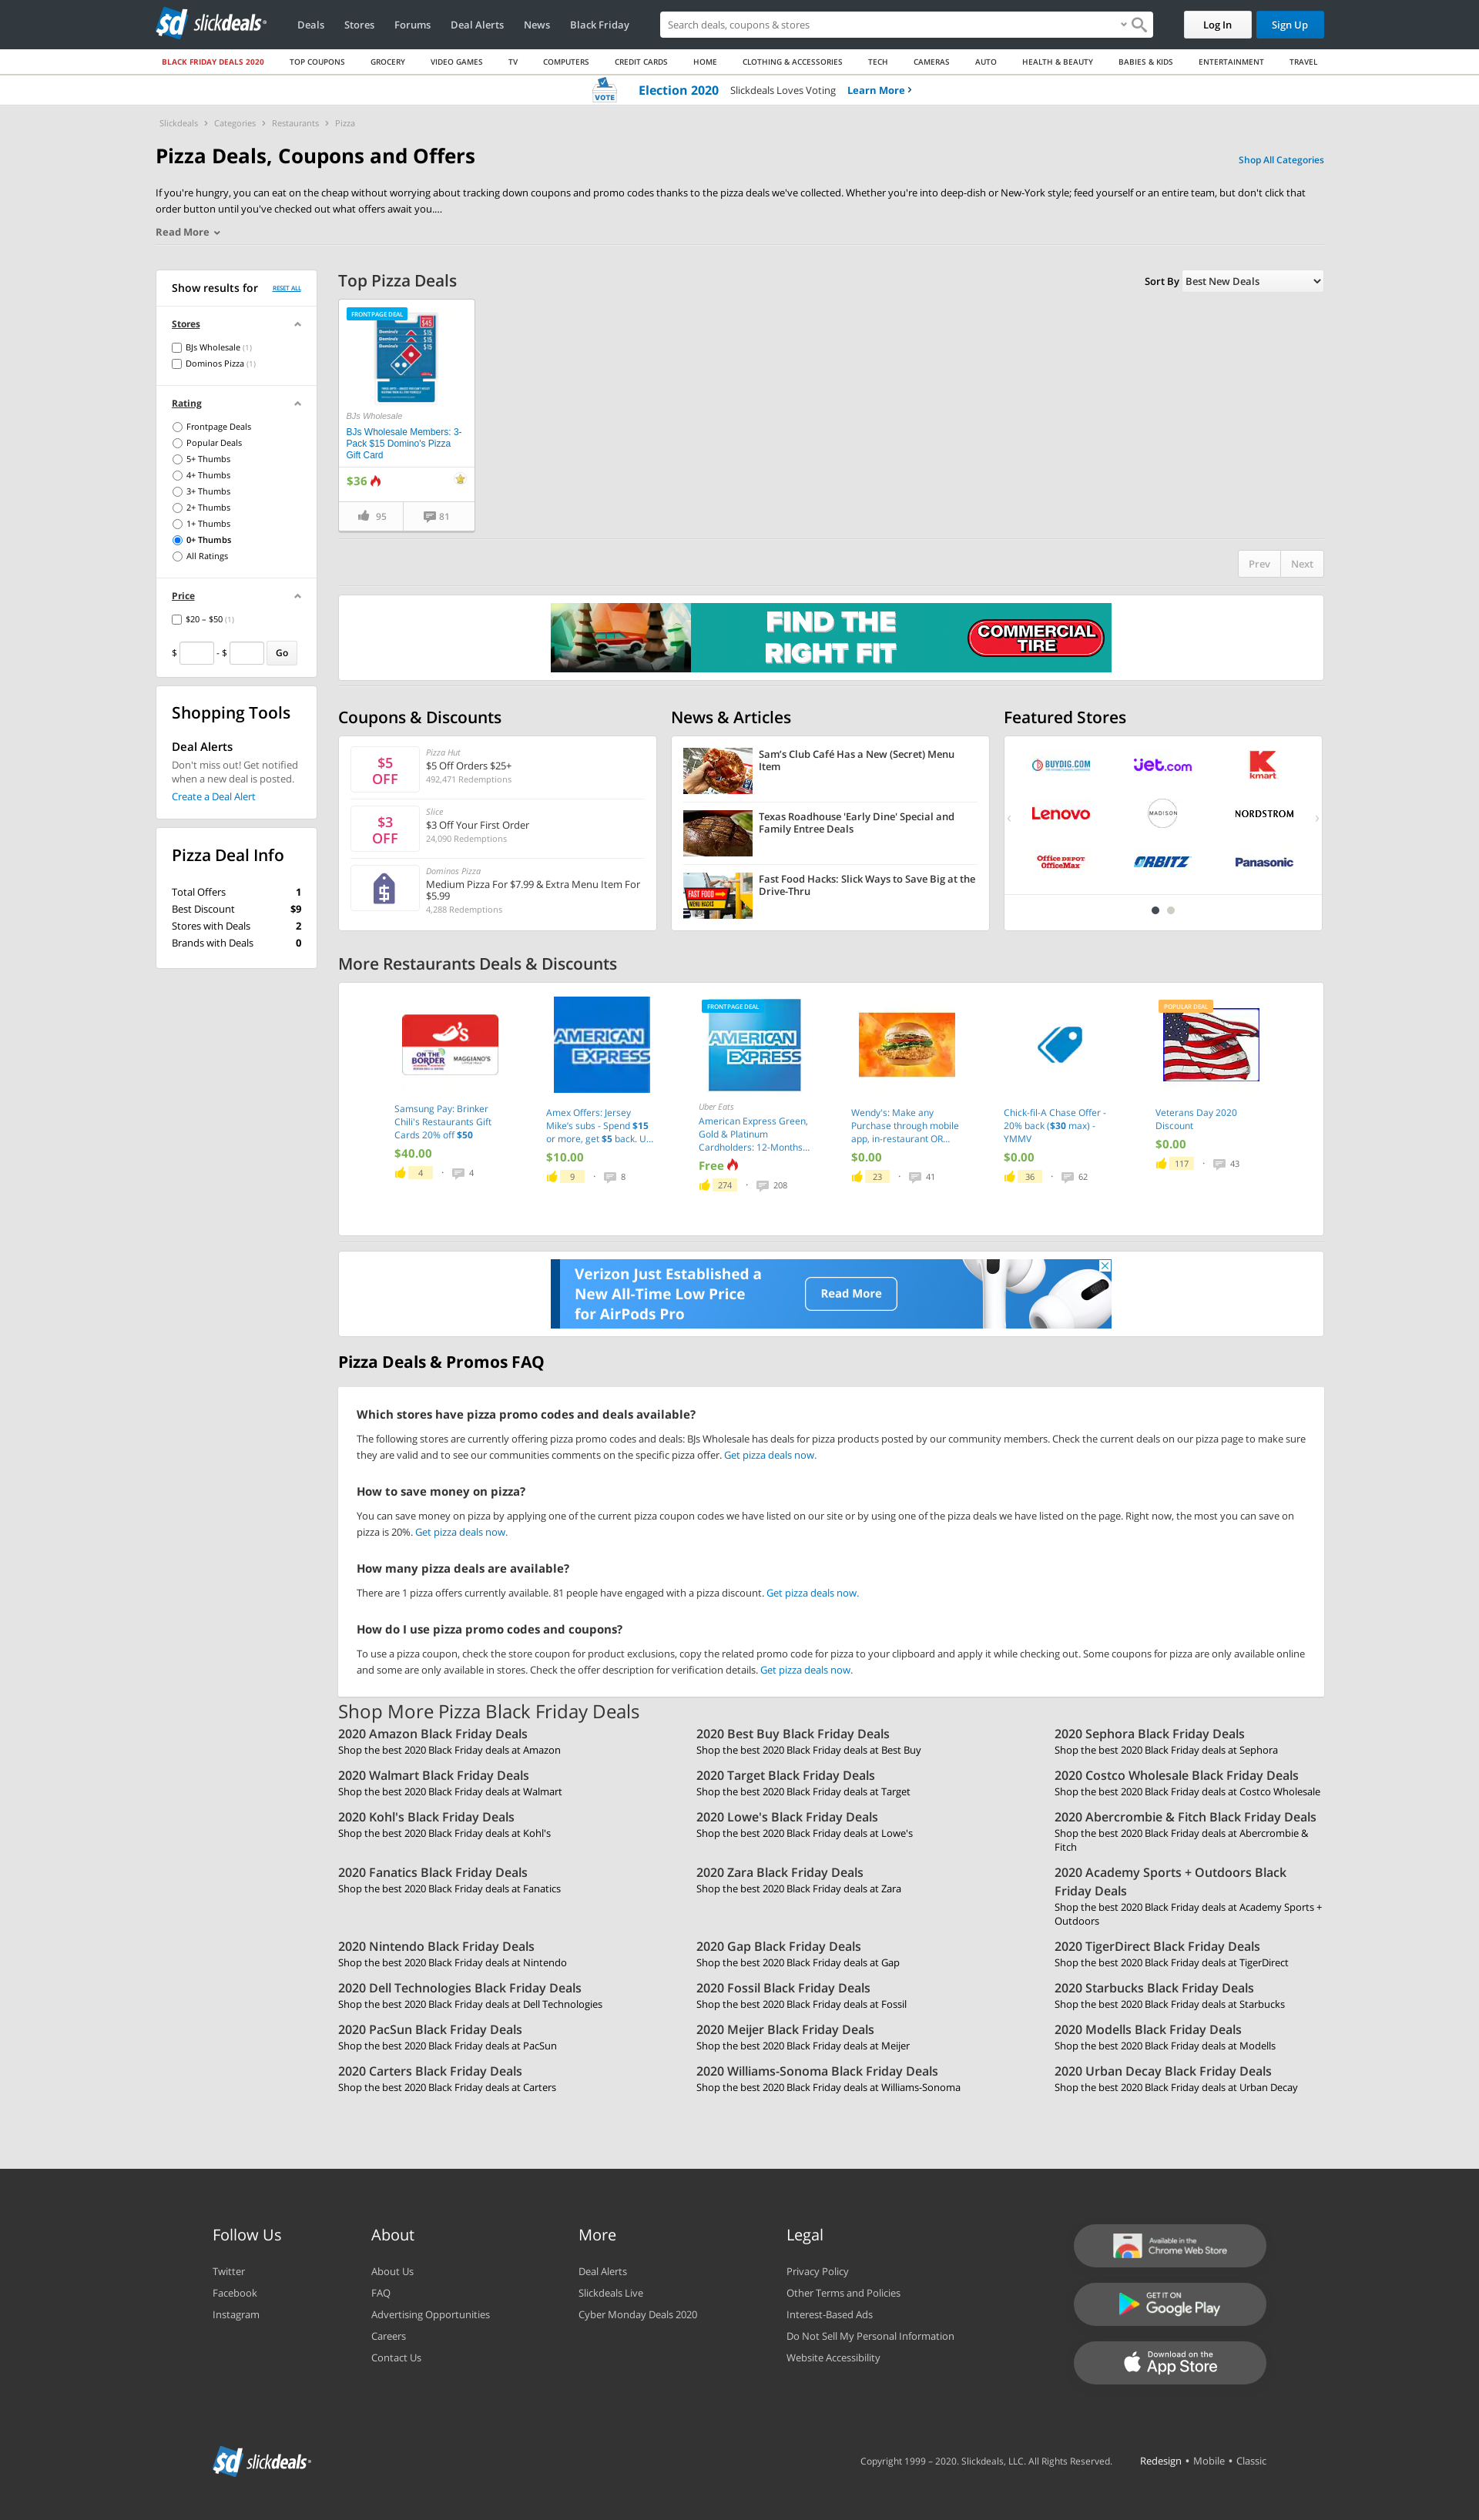 sd slickdeals
Deals
Stores
Forums
Deal Alerts
News
Black Friday
Search deals, coupons & stores
Log In
Sign Up
BLACK FRIDAY DEALS 2020
TOP COUPONS
GROCERY
VIDEO GAMES
TV
COMPUTERS
CREDIT CARDS
HOME
CLOTHING & ACCESSORIES
TECH
CAMERAS
AUTO
HEALTH & BEAUTY
BABIES & KIDS
ENTERTAINMENT
TRAVEL
VOTE
Election 2020 Slickdeals Loves Voting Learn More ›
Slickdeals › Categories › Restaurants › Pizza
Pizza Deals, Coupons and Offers
Shop All Categories
If you're hungry, you can eat on the cheap without worrying about tracking down coupons and promo codes thanks to the pizza deals we've collected. Whether you're into deep-dish or New-York style; feed yourself or an entire team, but don't click that
order button until you've checked out what offers await you....
Read More
Show results for
RESET ALL
Stores
BJs Wholesale (1)
Dominos Pizza (1)
Rating
Frontpage Deals
Popular Deals
5+ Thumbs
4+ Thumbs
3+ Thumbs
2+ Thumbs
1+ Thumbs
0+ Thumbs
All Ratings
Price
$20 – $50 (1)
$ - $ Go
Shopping Tools
Deal Alerts
Don't miss out! Get notified
when a new deal is posted.
Create a Deal Alert
Pizza Deal Info
Total Offers 1
Best Discount $9
Stores with Deals 2
Brands with Deals 0
Top Pizza Deals
Sort By Best New Deals
FRONTPAGE DEAL
$45
Domino's $15
Domino's $15
Domino's $15
BJs Wholesale
BJs Wholesale Members: 3-
Pack $15 Domino's Pizza
Gift Card
$36
95
81
Prev
Next
FIND THE
RIGHT FIT
COMMERCIAL
TIRE
Coupons & Discounts
$5
OFF
Pizza Hut
$5 Off Orders $25+
492,471 Redemptions
$3
OFF
Slice
$3 Off Your First Order
24,090 Redemptions
$
Dominos Pizza
Medium Pizza For $7.99 & Extra Menu Item For
$5.99
4,288 Redemptions
News & Articles
Sam's Club Café Has a New (Secret) Menu
Item
Texas Roadhouse 'Early Dine' Special and
Family Entree Deals
FAST FOOD
MENU HACKS
Fast Food Hacks: Slick Ways to Save Big at the
Drive-Thru
Featured Stores
BUYDIG.COM
jet.com
K
kmart
Lenovo
MADISON
NORDSTROM
Office DEPOT
OfficeMax
ORBITZ
Panasonic
More Restaurants Deals & Discounts
chili's
ON THE
BORDER
MAGGIANO'S
Samsung Pay: Brinker
Chili's Restaurants Gift
Cards 20% off $50
$40.00
4 · 4
AMERICAN
EXPRESS
Amex Offers: Jersey
Mike's subs - Spend $15
or more, get $5 back. U...
$10.00
9 · 8
FRONTPAGE DEAL
AMERICAN
EXPRESS
Uber Eats
American Express Green,
Gold & Platinum
Cardholders: 12-Months...
Free
274 · 208
Wendy's: Make any
Purchase through mobile
app, in-restaurant OR...
$0.00
23 · 41
Chick-fil-A Chase Offer -
20% back ($30 max) -
YMMV
$0.00
36 · 62
POPULAR DEAL
Veterans Day 2020
Discount
$0.00
117 · 43
Verizon Just Established a
New All-Time Low Price
for AirPods Pro
Read More
Pizza Deals & Promos FAQ
Which stores have pizza promo codes and deals available?
The following stores are currently offering pizza promo codes and deals: BJs Wholesale has deals for pizza products posted by our community members. Check the current deals on our pizza page to make sure
they are valid and to see our communities comments on the specific pizza offer. Get pizza deals now.
How to save money on pizza?
You can save money on pizza by applying one of the current pizza coupon codes we have listed on our site or by using one of the pizza deals we have listed on the page. Right now, the most you can save on
pizza is 20%. Get pizza deals now.
How many pizza deals are available?
There are 1 pizza offers currently available. 81 people have engaged with a pizza discount. Get pizza deals now.
How do I use pizza promo codes and coupons?
To use a pizza coupon, check the store coupon for product exclusions, copy the related promo code for pizza to your clipboard and apply it while checking out. Some coupons for pizza are only available online
and some are only available in stores. Check the offer description for verification details. Get pizza deals now.
Shop More Pizza Black Friday Deals
2020 Amazon Black Friday Deals
Shop the best 2020 Black Friday deals at Amazon
2020 Best Buy Black Friday Deals
Shop the best 2020 Black Friday deals at Best Buy
2020 Sephora Black Friday Deals
Shop the best 2020 Black Friday deals at Sephora
2020 Walmart Black Friday Deals
Shop the best 2020 Black Friday deals at Walmart
2020 Target Black Friday Deals
Shop the best 2020 Black Friday deals at Target
2020 Costco Wholesale Black Friday Deals
Shop the best 2020 Black Friday deals at Costco Wholesale
2020 Kohl's Black Friday Deals
Shop the best 2020 Black Friday deals at Kohl's
2020 Lowe's Black Friday Deals
Shop the best 2020 Black Friday deals at Lowe's
2020 Abercrombie & Fitch Black Friday Deals
Shop the best 2020 Black Friday deals at Abercrombie &
Fitch
2020 Fanatics Black Friday Deals
Shop the best 2020 Black Friday deals at Fanatics
2020 Zara Black Friday Deals
Shop the best 2020 Black Friday deals at Zara
2020 Academy Sports + Outdoors Black
Friday Deals
Shop the best 2020 Black Friday deals at Academy Sports +
Outdoors
2020 Nintendo Black Friday Deals
Shop the best 2020 Black Friday deals at Nintendo
2020 Gap Black Friday Deals
Shop the best 2020 Black Friday deals at Gap
2020 TigerDirect Black Friday Deals
Shop the best 2020 Black Friday deals at TigerDirect
2020 Dell Technologies Black Friday Deals
Shop the best 2020 Black Friday deals at Dell Technologies
2020 Fossil Black Friday Deals
Shop the best 2020 Black Friday deals at Fossil
2020 Starbucks Black Friday Deals
Shop the best 2020 Black Friday deals at Starbucks
2020 PacSun Black Friday Deals
Shop the best 2020 Black Friday deals at PacSun
2020 Meijer Black Friday Deals
Shop the best 2020 Black Friday deals at Meijer
2020 Modells Black Friday Deals
Shop the best 2020 Black Friday deals at Modells
2020 Carters Black Friday Deals
Shop the best 2020 Black Friday deals at Carters
2020 Williams-Sonoma Black Friday Deals
Shop the best 2020 Black Friday deals at Williams-Sonoma
2020 Urban Decay Black Friday Deals
Shop the best 2020 Black Friday deals at Urban Decay
Follow Us
Twitter
Facebook
Instagram
About
About Us
FAQ
Advertising Opportunities
Careers
Contact Us
More
Deal Alerts
Slickdeals Live
Cyber Monday Deals 2020
Legal
Privacy Policy
Other Terms and Policies
Interest-Based Ads
Do Not Sell My Personal Information
Website Accessibility
Available in the
Chrome Web Store
GET IT ON
Google Play
Download on the
App Store
sd slickdeals
Copyright 1999 – 2020. Slickdeals, LLC. All Rights Reserved.
Redesign • Mobile • Classic